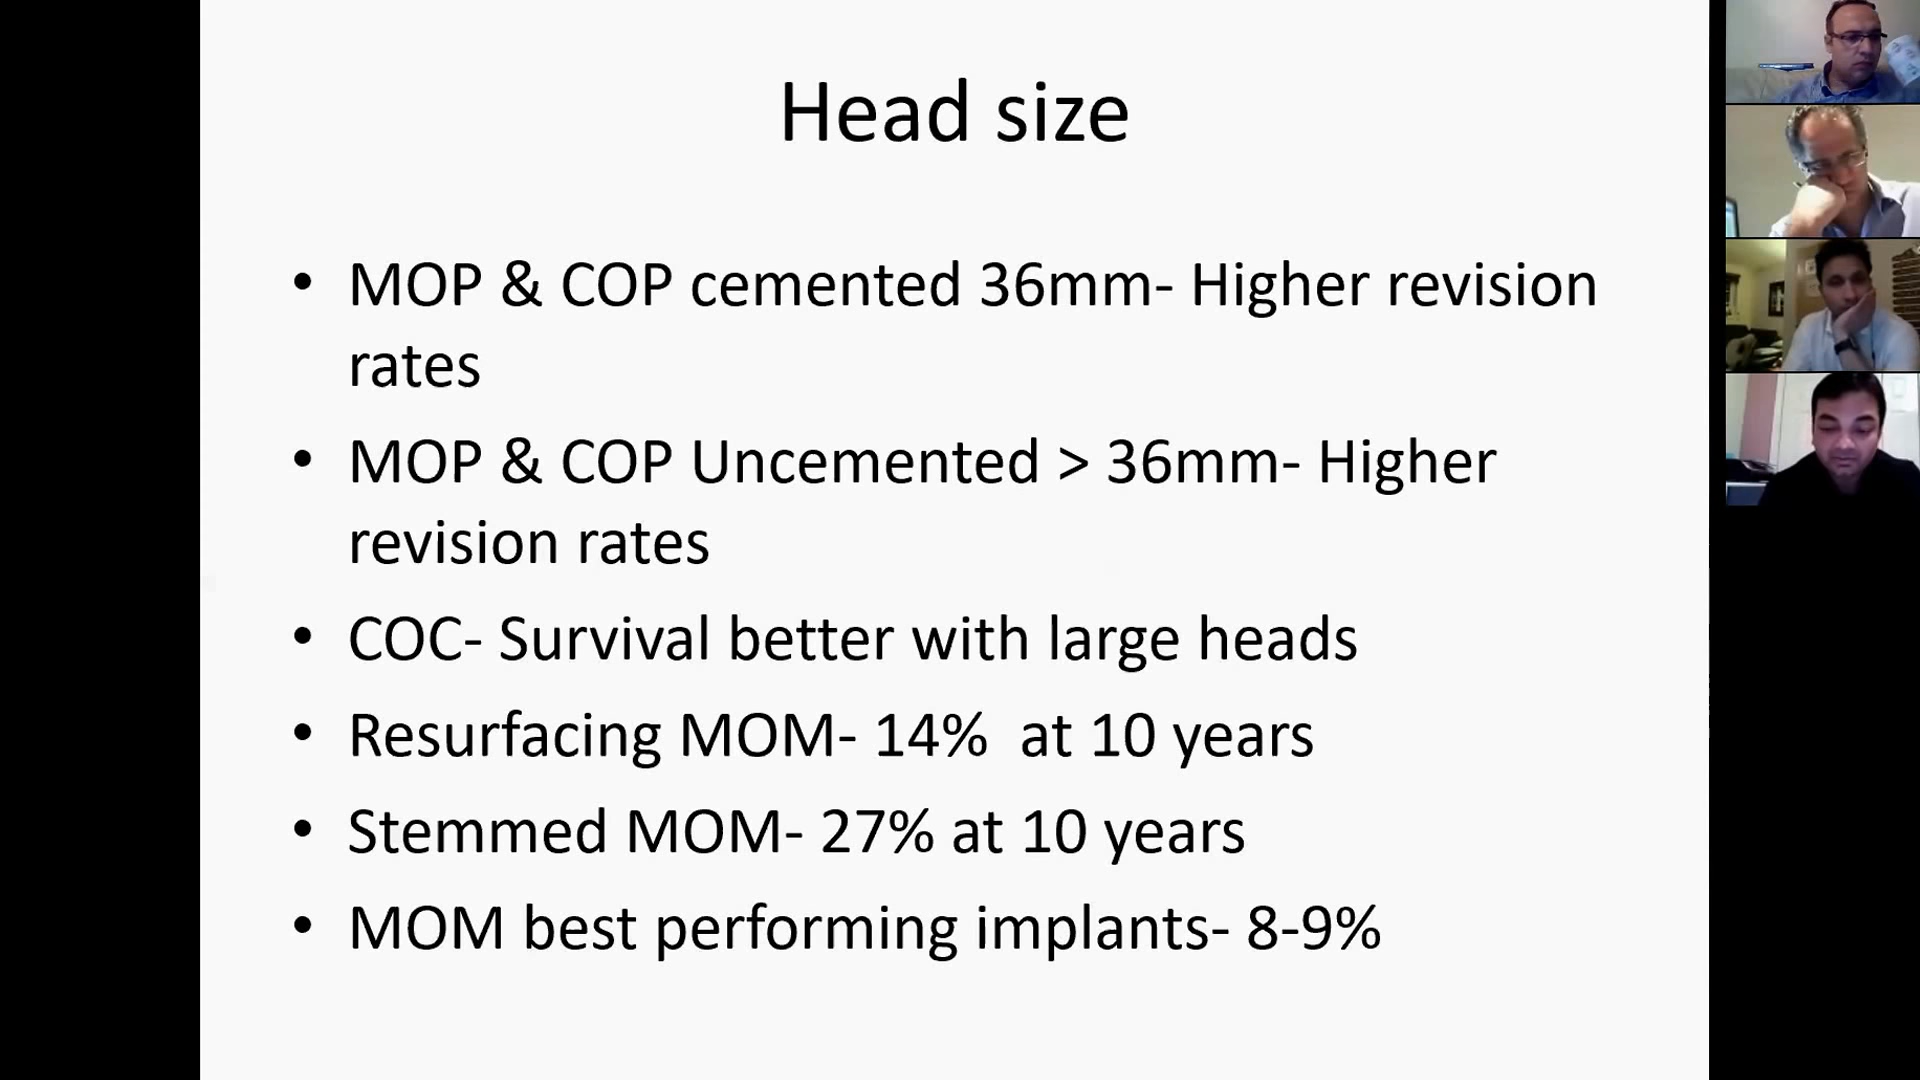 Head size
• MOP & COP cemented 36mm- Higher revision
rates
• MOP & COP Uncemented > 36mm- Higher
revision rates
• COC- Survival better with large heads
• Resurfacing MOM- 14%  at 10 years
• Stemmed MOM- 27% at 10 years
• MOM best performing implants- 8-9%